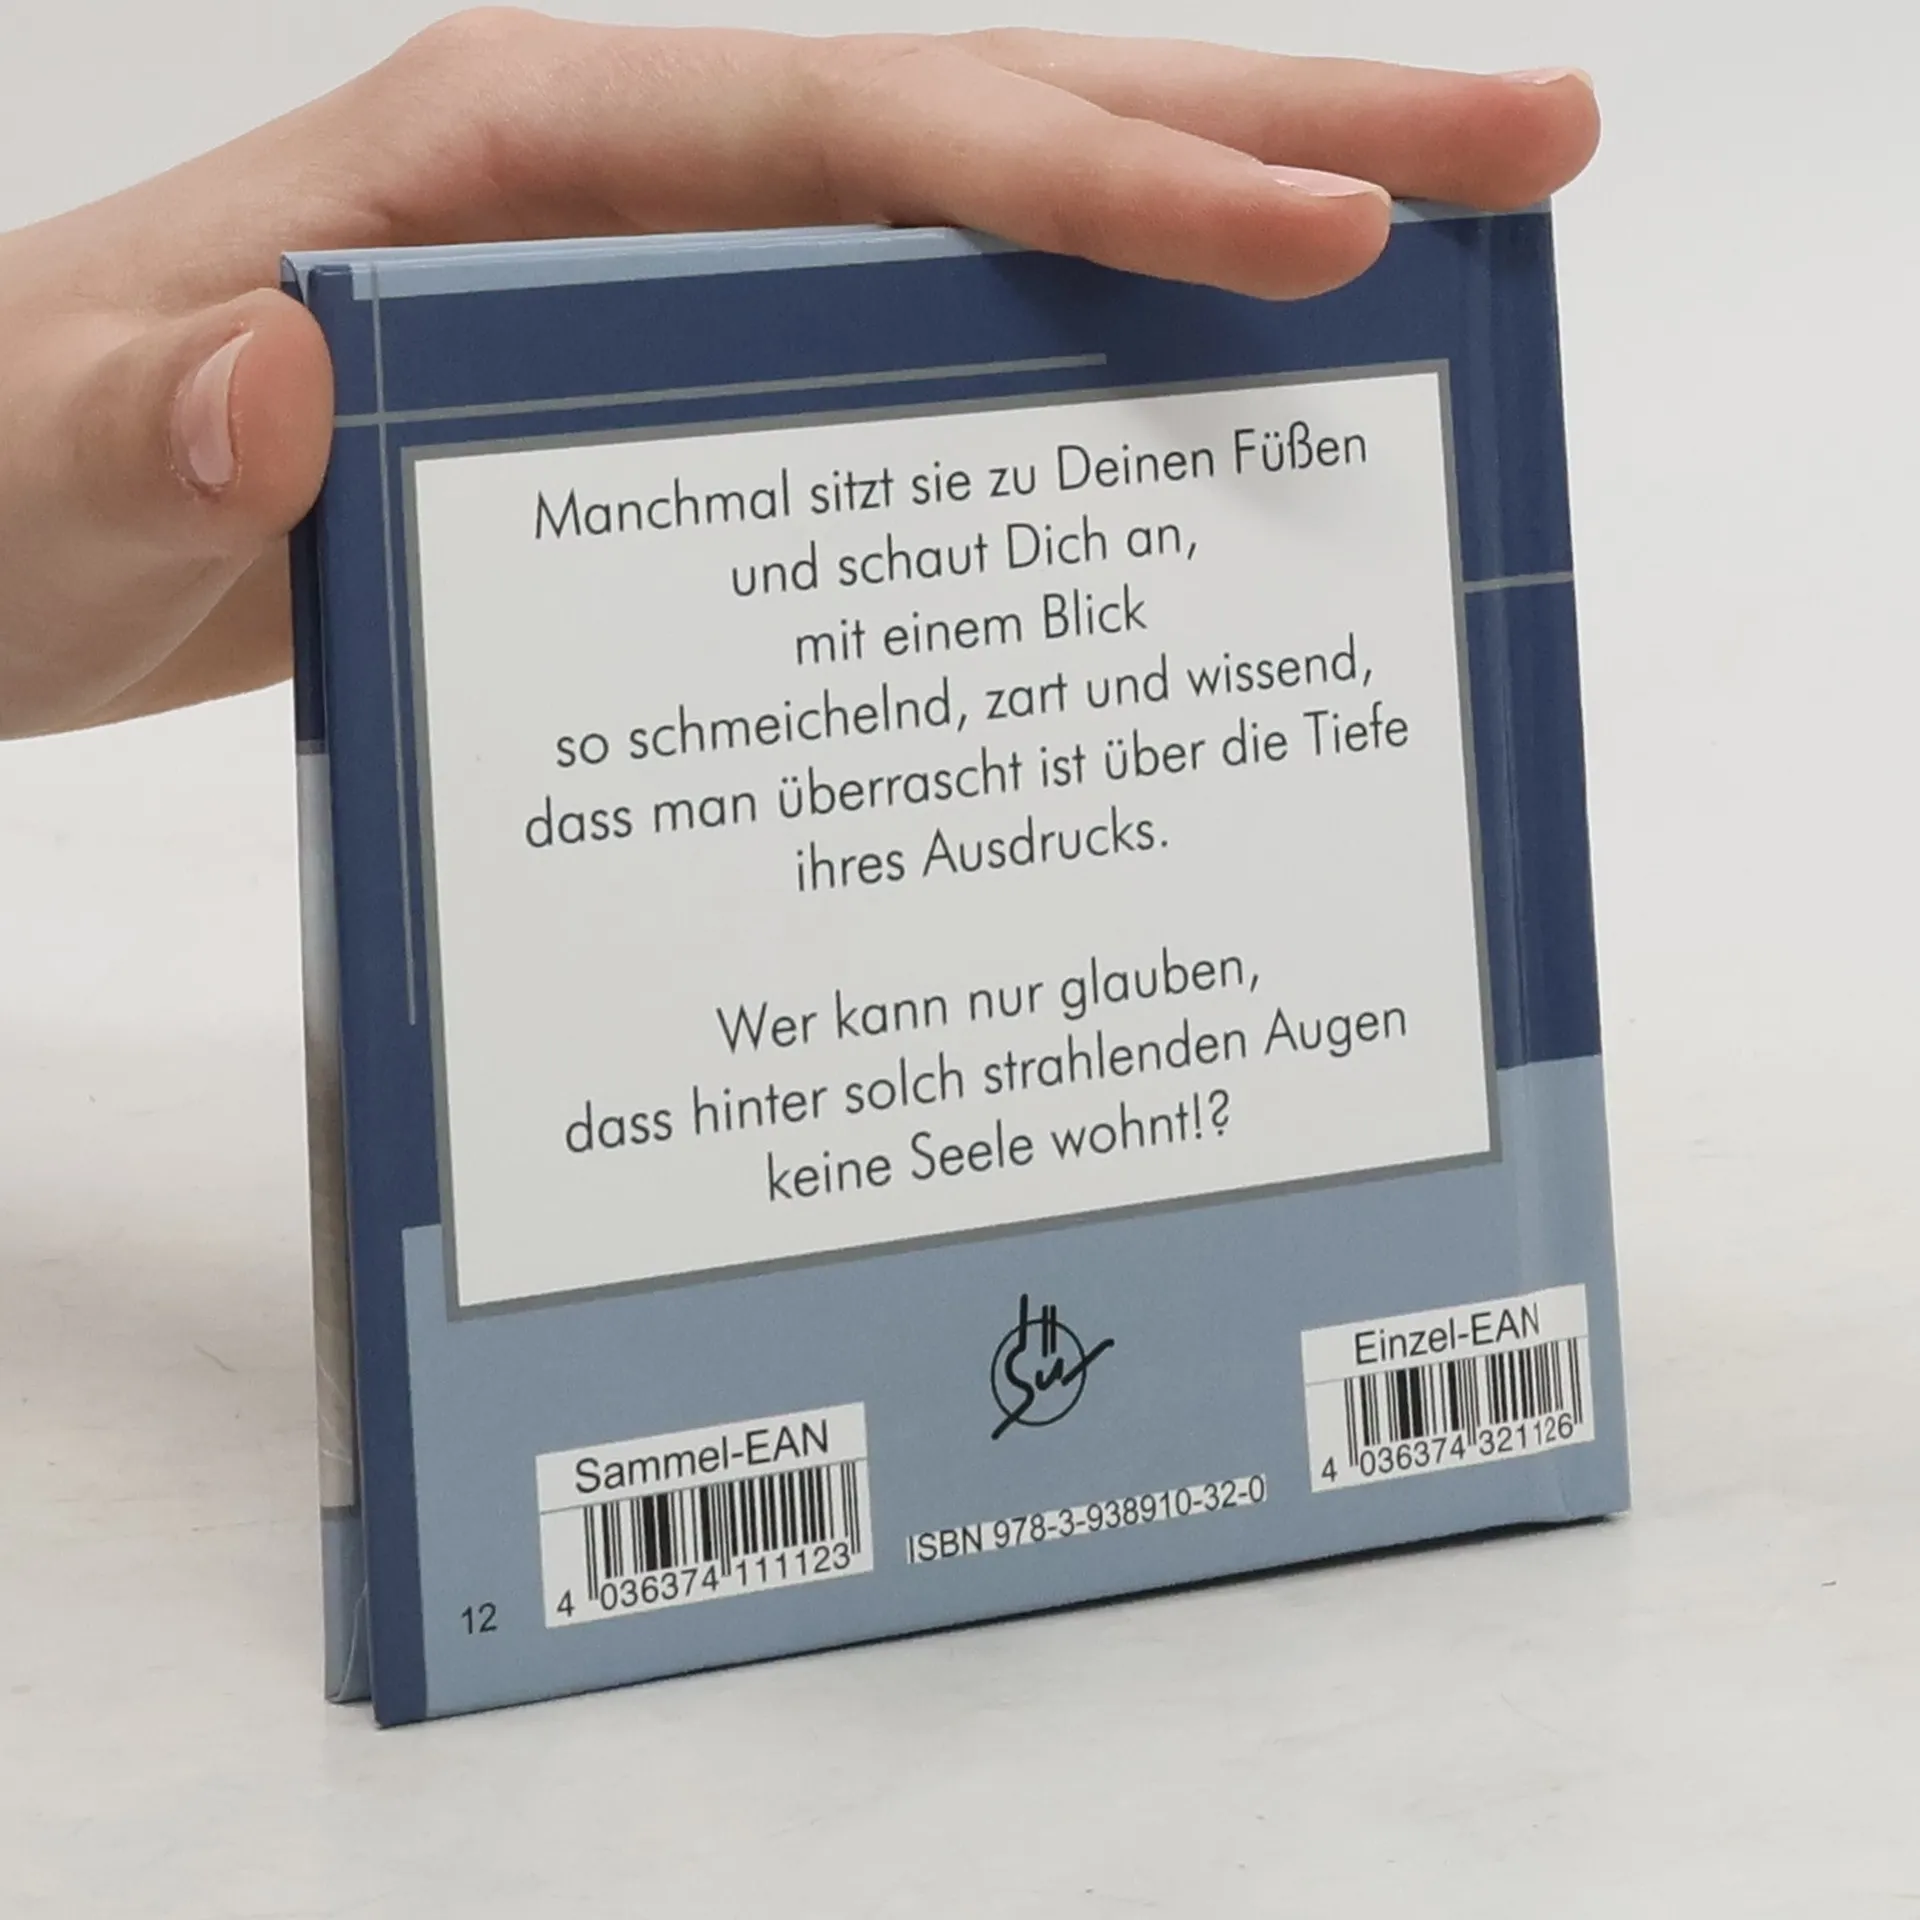 Manchmal sitzt sie zu Deinen Füßen
und schaut Dich an,
mit einem Blick
so schmeichelnd, zart und wissend,
dass man überrascht ist über die Tiefe
ihres Ausdrucks.
Wer kann nur glauben,
dass hinter solch strahlenden Augen
keine Seele wohnt!?
Einzel-EAN
4 036374 321126
Sammel-EAN
4 036374 111123
ISBN 978-3-938910-32-0
12